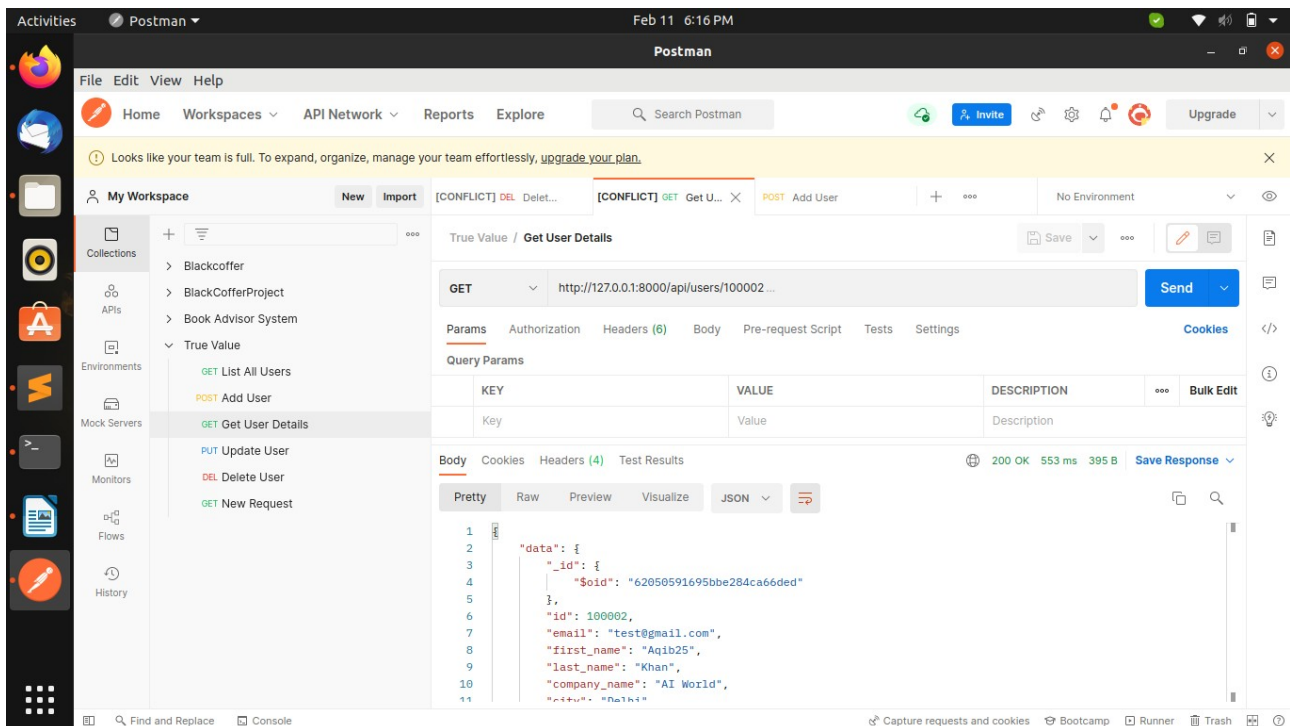 Activities Postman Feb 11 6:16 PM
Postman
File Edit View Help
Home Workspaces API Network Reports Explore Search Postman Invite Upgrade
Looks like your team is full. To expand, organize, manage your team effortlessly, upgrade your plan.
My Workspace New Import [CONFLICT] DEL Delet... [CONFLICT] GET Get U... POST Add User No Environment
Collections
APIs
Environments
Mock Servers
Monitors
Flows
History
Blackcoffer
BlackCofferProject
Book Advisor System
True Value
GET List All Users
POST Add User
GET Get User Details
PUT Update User
DEL Delete User
GET New Request
True Value / Get User Details Save
GET http://127.0.0.1:8000/api/users/100002 ... Send
Params Authorization Headers (6) Body Pre-request Script Tests Settings Cookies
Query Params
KEY VALUE DESCRIPTION Bulk Edit
Key Value Description
Body Cookies Headers (4) Test Results 200 OK 553 ms 395 B Save Response
Pretty Raw Preview Visualize JSON
1 {
2 "data": {
3 "_id": {
4 "$oid": "62050591695bbe284ca66ded"
5 },
6 "id": 100002,
7 "email": "test@gmail.com",
8 "first_name": "Aqib25",
9 "last_name": "Khan",
10 "company_name": "AI World",
11 "city": "Delhi"
Find and Replace Console Capture requests and cookies Bootcamp Runner Trash